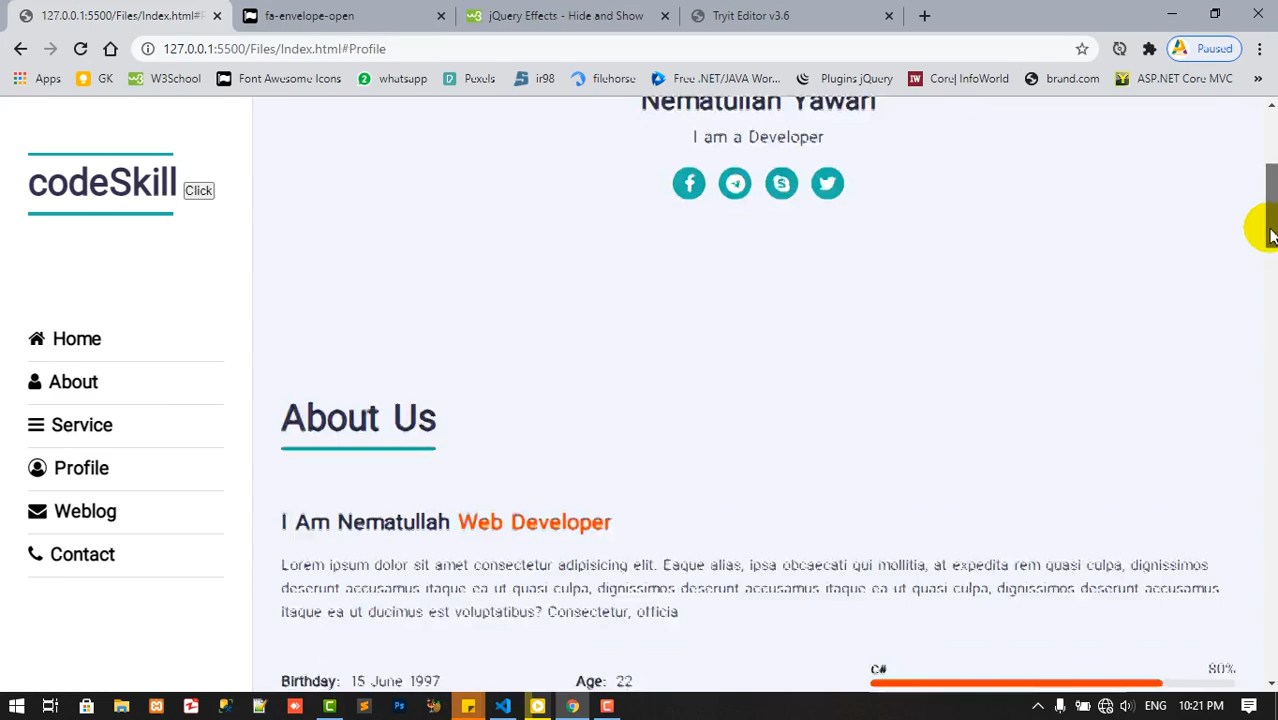 127.0.0.1:5500/Files/Index.html#P
fa-envelope-open
jQuery Effects - Hide and Show
Tryit Editor v3.6
127.0.0.1:5500/Files/Index.html#Profile
Paused
Apps
GK
W3School
Font Awesome Icons
whatsupp
Pexels
ir98
filehorse
Free .NET/JAVA Wor...
Plugins jQuery
Core| InfoWorld
brund.com
ASP.NET Core MVC
»
codeSkill
Click
Home
About
Service
Profile
Weblog
Contact
Nematullah Yawari
I am a Developer
About Us
I Am Nematullah Web Developer
Lorem ipsum dolor sit amet consectetur adipisicing elit. Eaque alias, ipsa obcaecati qui mollitia, at expedita rem quasi culpa, dignissimos
deserunt accusamus itaque ea ut quasi culpa, dignissimos deserunt accusamus itaque ea ut quasi culpa, dignissimos deserunt accusamus
itaque ea ut ducimus est voluptatibus? Consectetur, officia
Birthday: 15 June 1997
Age: 22
C#
80%
ENG
10:21 PM